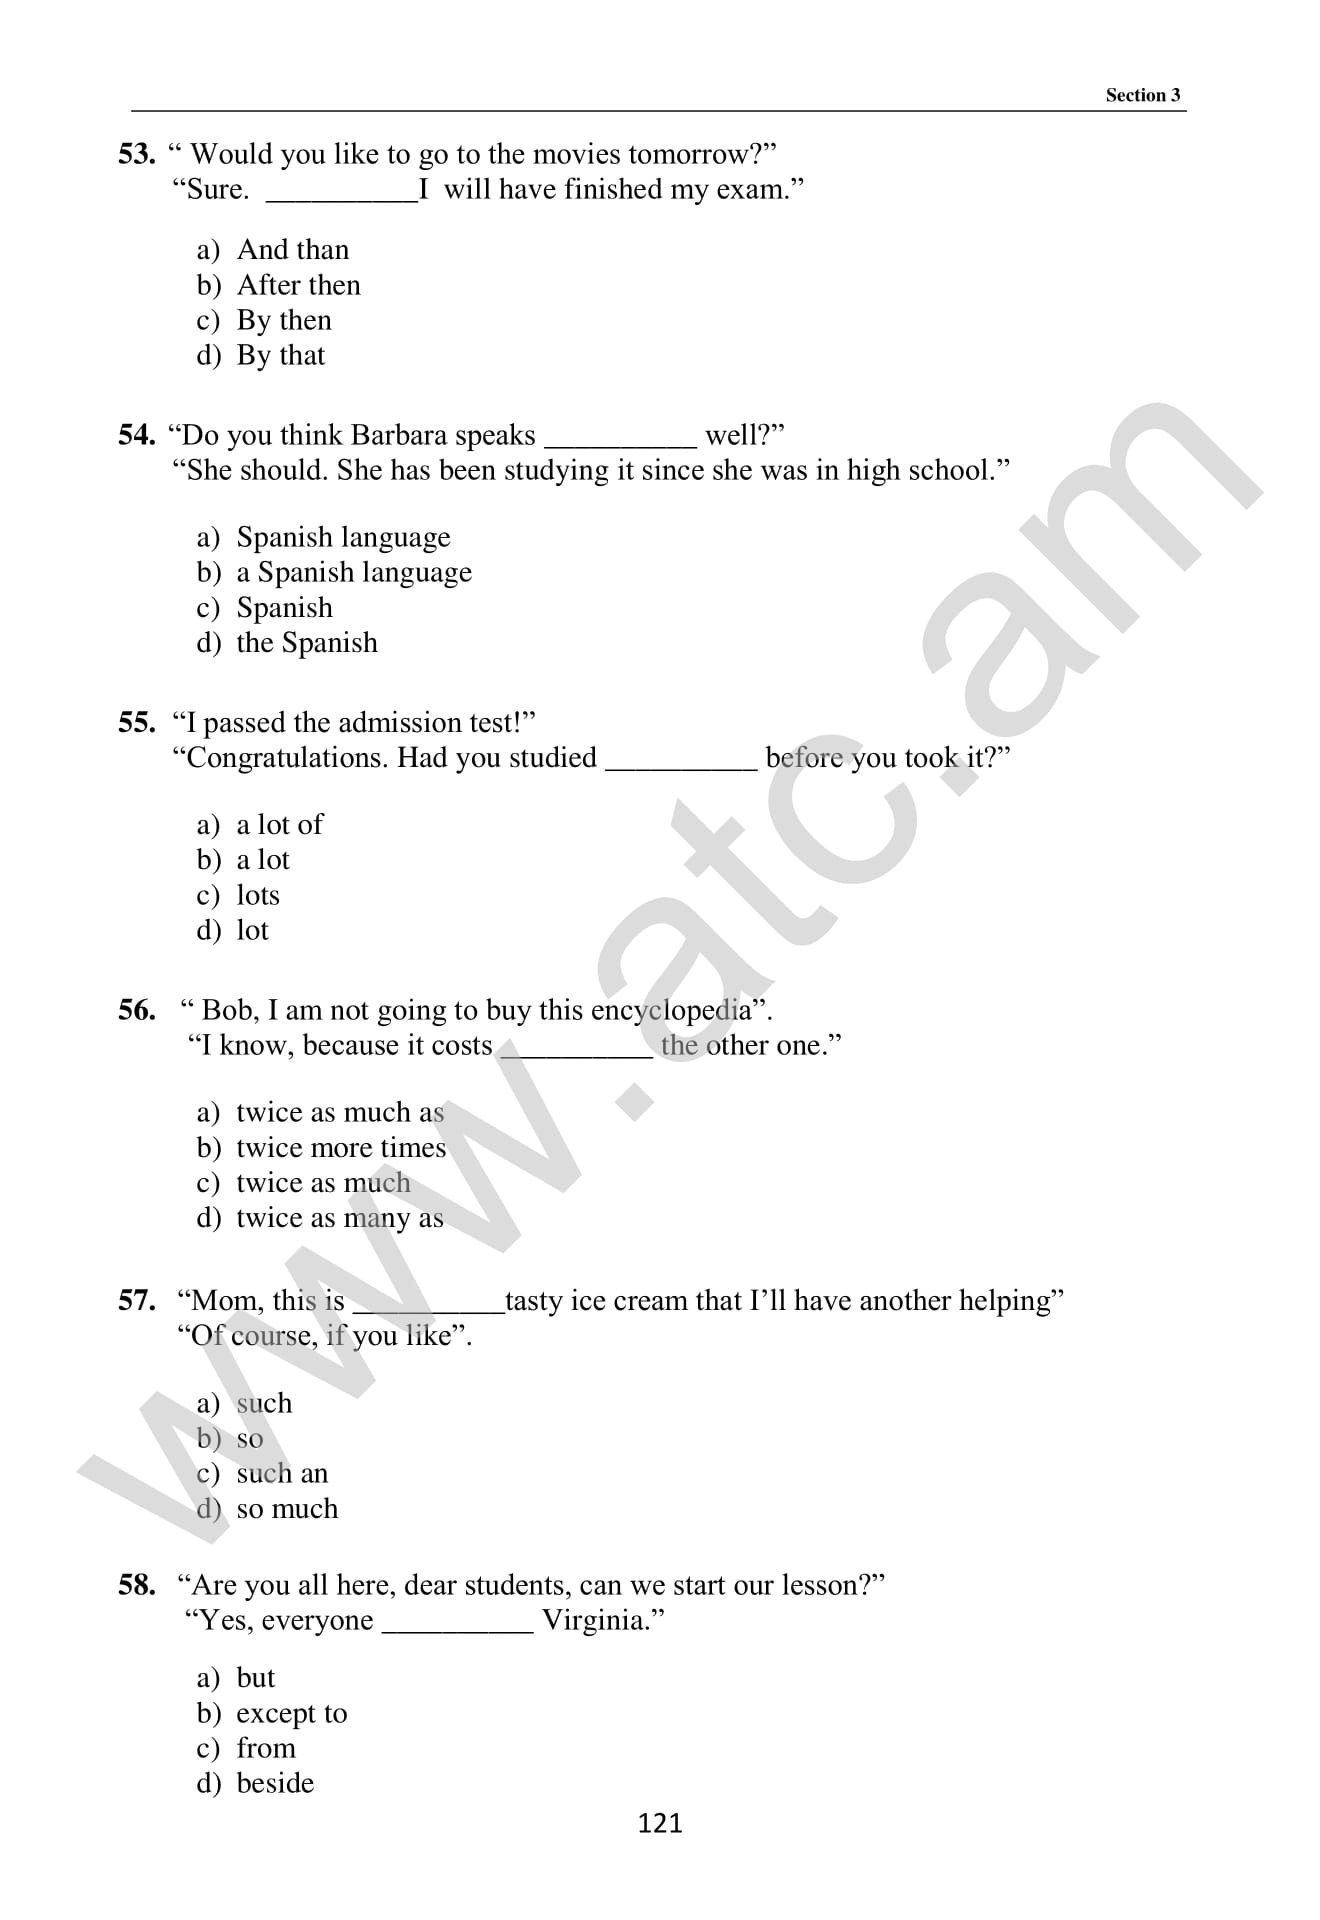 Section 3
53. “ Would you like to go to the movies tomorrow?”
“Sure. __________I will have finished my exam.”
a) And than
b) After then
c) By then
d) By that
54. “Do you think Barbara speaks __________ well?”
“She should. She has been studying it since she was in high school.”
a) Spanish language
b) a Spanish language
c) Spanish
d) the Spanish
55. “I passed the admission test!”
“Congratulations. Had you studied __________ before you took it?”
a) a lot of
b) a lot
c) lots
d) lot
56. “ Bob, I am not going to buy this encyclopedia”.
“I know, because it costs __________ the other one.”
a) twice as much as
b) twice more times
c) twice as much
d) twice as many as
57. “Mom, this is __________tasty ice cream that I’ll have another helping”
“Of course, if you like”.
a) such
b) so
c) such an
d) so much
58. “Are you all here, dear students, can we start our lesson?”
“Yes, everyone __________ Virginia.”
a) but
b) except to
c) from
d) beside
121
www.atc.am